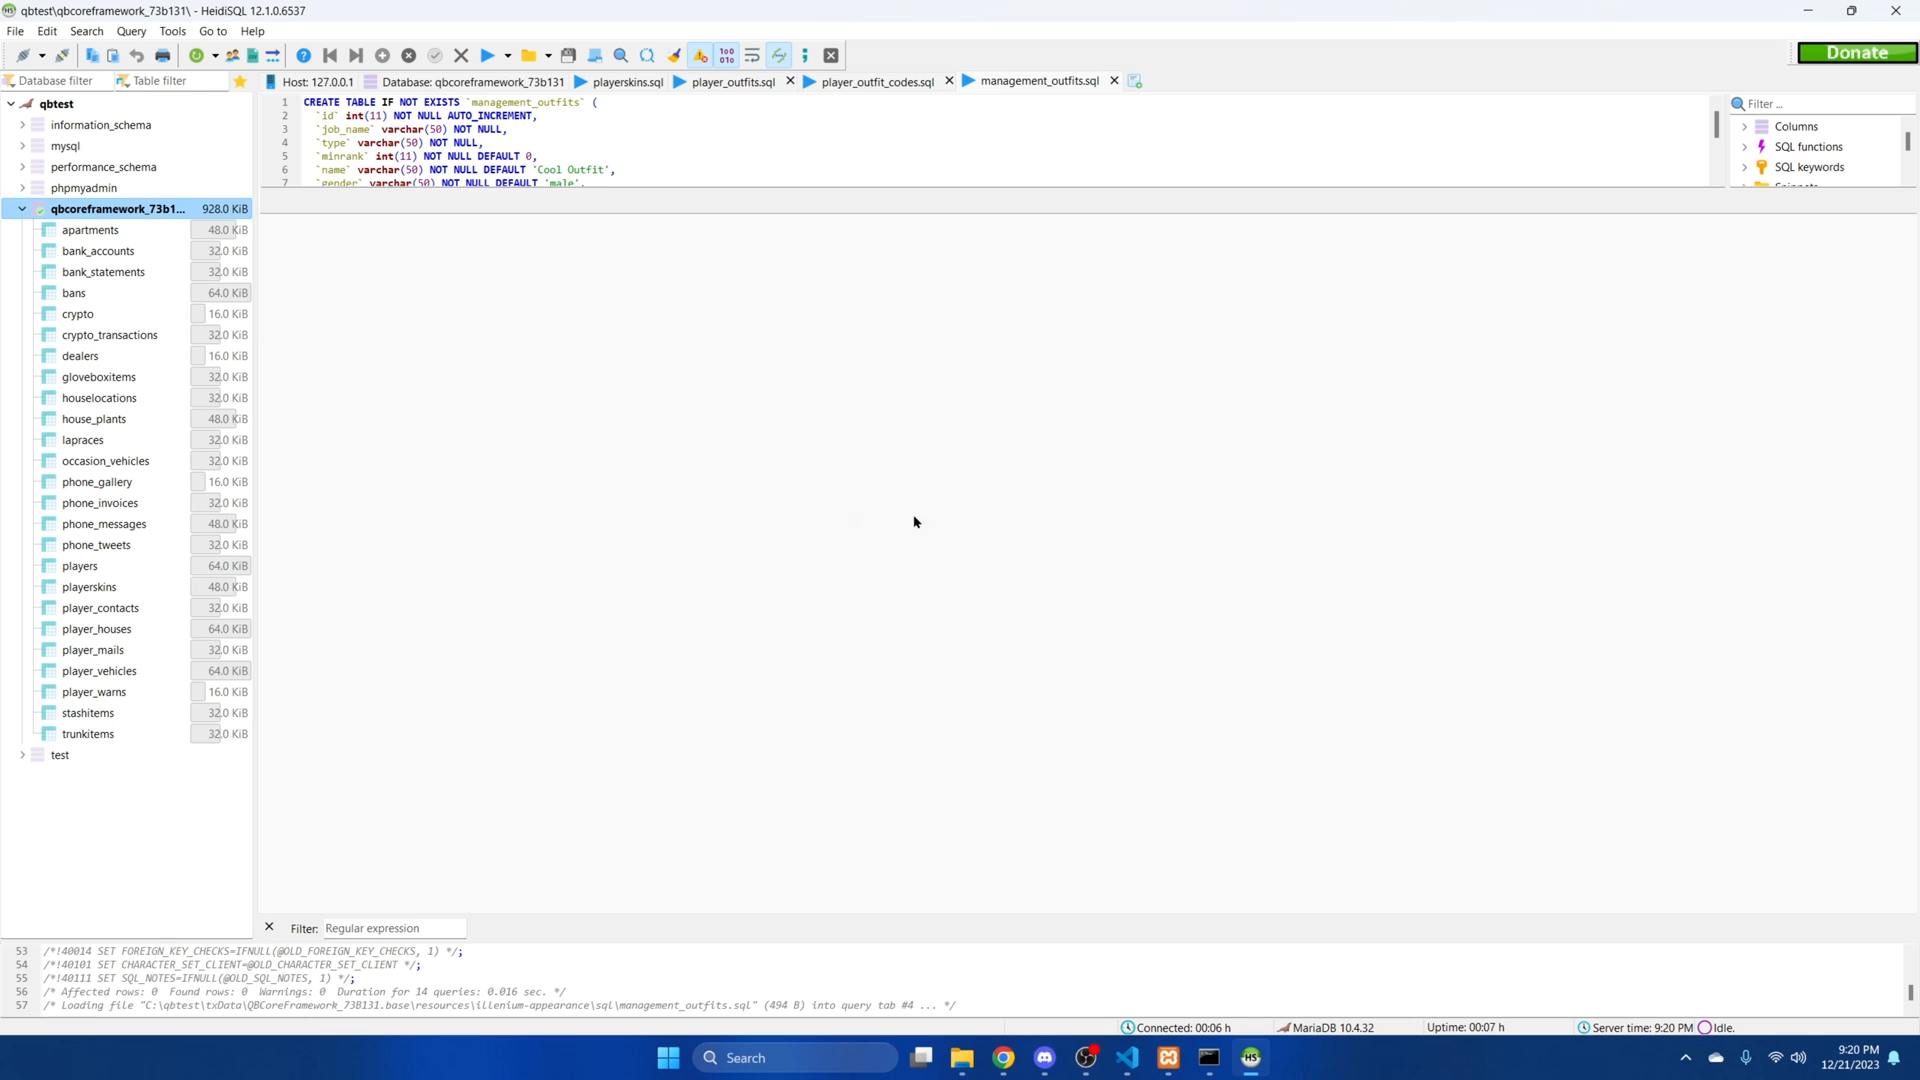 qbtest\qbcoreframework_73b131\ - HeidiSQL 12.1.0.6537
File Edit Search Query Tools Go to Help
Donate
Database filter Table filter
Host: 127.0.0.1 Database: qbcoreframework_73b131 playerskins.sql player_outfits.sql player_outfit_codes.sql management_outfits.sql
qbtest
information_schema
mysql
performance_schema
phpmyadmin
qbcoreframework_73b1... 928.0 KiB
apartments 48.0 KiB
bank_accounts 32.0 KiB
bank_statements 32.0 KiB
bans 64.0 KiB
crypto 16.0 KiB
crypto_transactions 32.0 KiB
dealers 16.0 KiB
gloveboxitems 32.0 KiB
houselocations 32.0 KiB
house_plants 48.0 KiB
lapraces 32.0 KiB
occasion_vehicles 32.0 KiB
phone_gallery 16.0 KiB
phone_invoices 32.0 KiB
phone_messages 48.0 KiB
phone_tweets 32.0 KiB
players 64.0 KiB
playerskins 48.0 KiB
player_contacts 32.0 KiB
player_houses 64.0 KiB
player_mails 32.0 KiB
player_vehicles 64.0 KiB
player_warns 16.0 KiB
stashitems 32.0 KiB
trunkitems 32.0 KiB
test
1 CREATE TABLE IF NOT EXISTS `management_outfits` (
2 `id` int(11) NOT NULL AUTO_INCREMENT,
3 `job_name` varchar(50) NOT NULL,
4 `type` varchar(50) NOT NULL,
5 `minrank` int(11) NOT NULL DEFAULT 0,
6 `name` varchar(50) NOT NULL DEFAULT 'Cool Outfit',
7 `gender` varchar(50) NOT NULL DEFAULT 'male',
Filter ...
Columns
SQL functions
SQL keywords
Snippets
Filter: Regular expression
53 /*!40014 SET FOREIGN_KEY_CHECKS=IFNULL(@OLD_FOREIGN_KEY_CHECKS, 1) */;
54 /*!40101 SET CHARACTER_SET_CLIENT=@OLD_CHARACTER_SET_CLIENT */;
55 /*!40111 SET SQL_NOTES=IFNULL(@OLD_SQL_NOTES, 1) */;
56 /* Affected rows: 0 Found rows: 0 Warnings: 0 Duration for 14 queries: 0.016 sec. */
57 /* Loading file "C:\qbtest\txData\QBCoreFramework_73B131.base\resources\illenium-appearance\sql\management_outfits.sql" (494 B) into query tab #4 ... */
Connected: 00:06 h MariaDB 10.4.32 Uptime: 00:07 h Server time: 9:20 PM Idle.
Search
HS
9:20 PM
12/21/2023